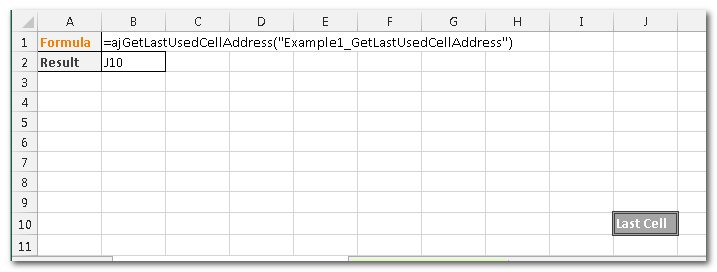 A B C D E F G H I J
1 Formula =ajGetLastUsedCellAddress("Example1_GetLastUsedCellAddress")
2 Result J10
3
4
5
6
7
8
9
10 Last Cell
11